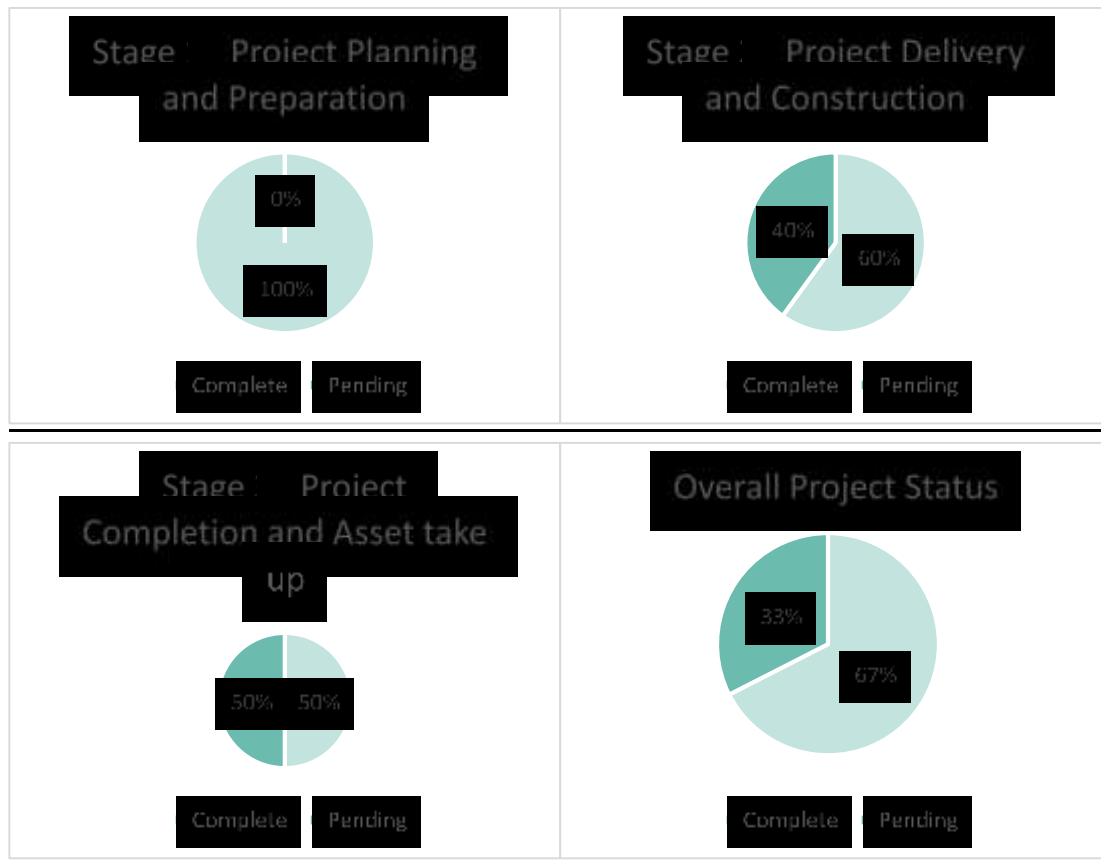 Stage Project Planning
and Preparation
0%
100%
Complete Pending
Stage Project Delivery
and Construction
40%
60%
Complete Pending
Stage Project
Completion and Asset take
up
50% 50%
Complete Pending
Overall Project Status
33%
67%
Complete Pending